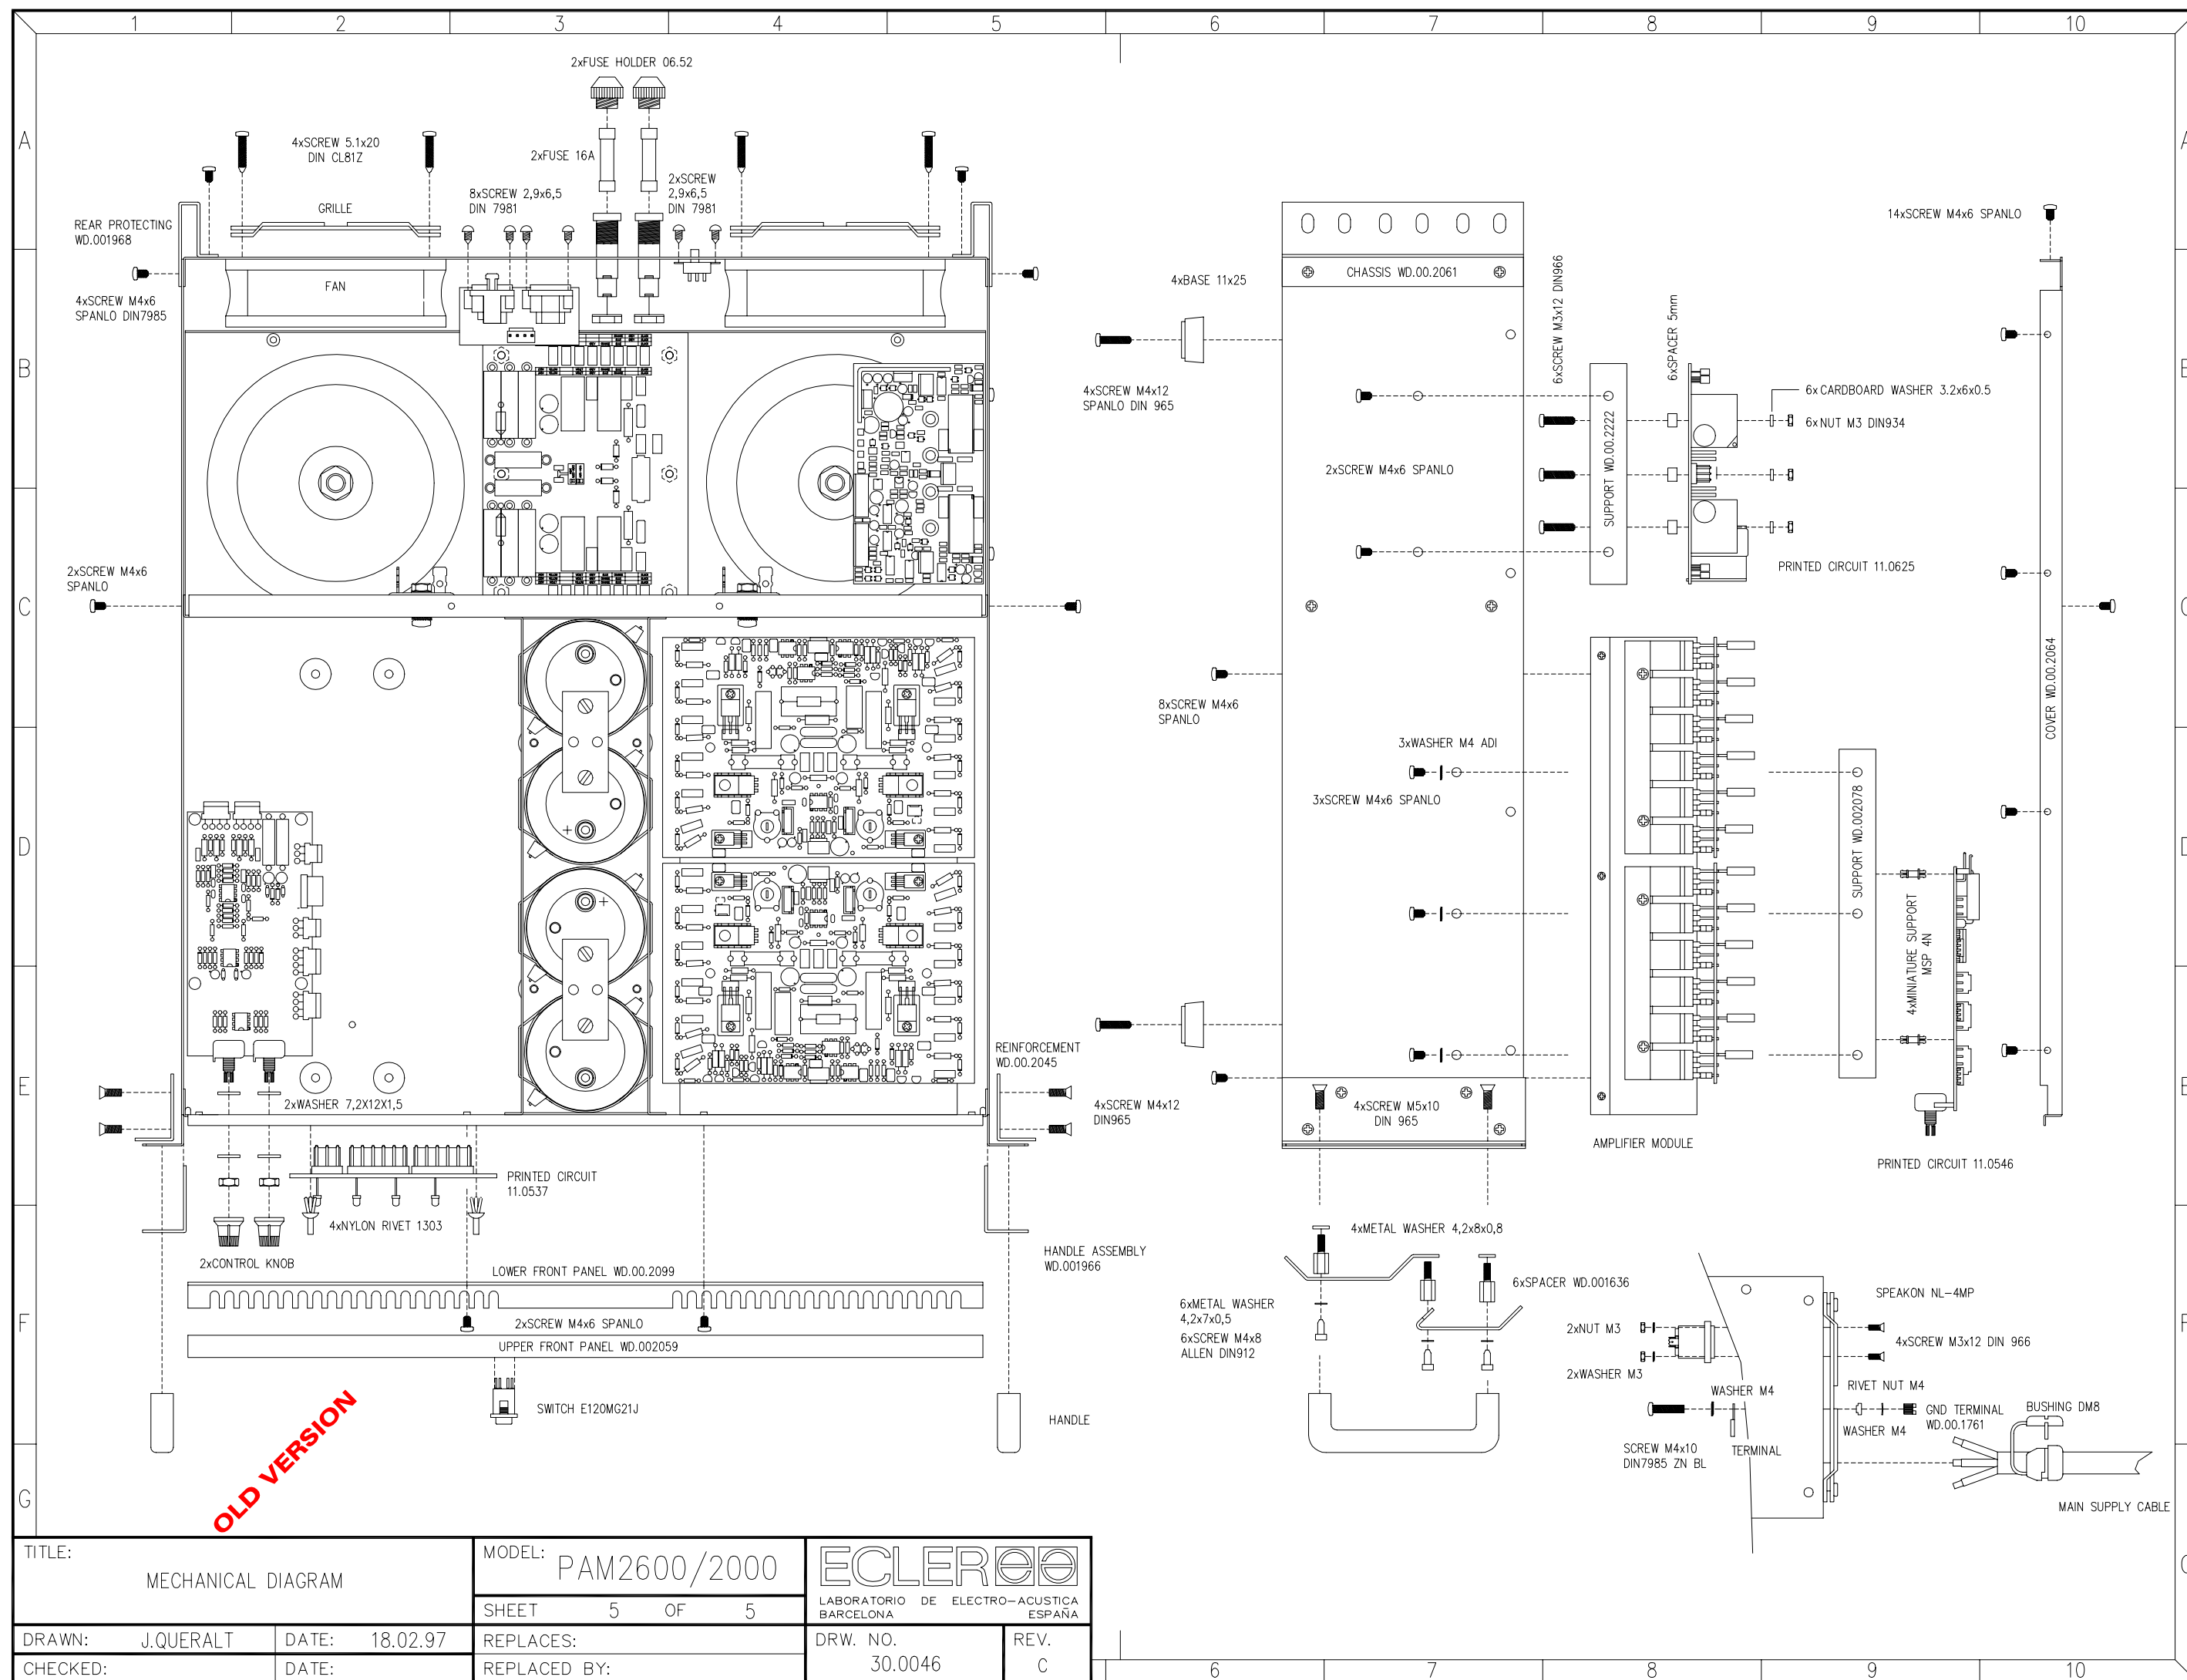 1 2 3 4 5 6 7 8 9 10
A
B
C
D
E
F
G
2xFUSE HOLDER 06.52
4xSCREW 5.1x20
DIN CL81Z
2xFUSE 16A
8xSCREW 2,9x6,5
DIN 7981
2xSCREW
2,9x6,5
DIN 7981
GRILLE
REAR PROTECTING
WD.001968
FAN
4xSCREW M4x6
SPANLO DIN7985
2xSCREW M4x6
SPANLO
2xWASHER 7,2X12X1,5
REINFORCEMENT
WD.00.2045
4xSCREW M4x12
DIN965
PRINTED CIRCUIT
11.0537
4xNYLON RIVET 1303
2xCONTROL KNOB
HANDLE ASSEMBLY
WD.001966
LOWER FRONT PANEL WD.00.2099
2xSCREW M4x6 SPANLO
UPPER FRONT PANEL WD.002059
SWITCH E120MG21J
HANDLE
OLD VERSION
4xBASE 11x25
4xSCREW M4x12
SPANLO DIN 965
CHASSIS WD.00.2061
2xSCREW M4x6 SPANLO
8xSCREW M4x6
SPANLO
3xWASHER M4 ADI
3xSCREW M4x6 SPANLO
4xSCREW M5x10
DIN 965
6xSCREW M3x12 DIN966
SUPPORT WD.00.2222
6xSPACER 5mm
6x CARDBOARD WASHER 3.2x6x0.5
6x NUT M3 DIN934
PRINTED CIRCUIT 11.0625
14xSCREW M4x6 SPANLO
COVER WD.00.2064
SUPPORT WD.002078
4xMINIATURE SUPPORT
MSP 4N
AMPLIFIER MODULE
PRINTED CIRCUIT 11.0546
4xMETAL WASHER 4,2x8x0,8
6xSPACER WD.001636
6xMETAL WASHER
4,2x7x0,5
6xSCREW M4x8
ALLEN DIN912
SPEAKON NL-4MP
2xNUT M3
4xSCREW M3x12 DIN 966
2xWASHER M3
WASHER M4
RIVET NUT M4
GND TERMINAL
WD.00.1761
BUSHING DM8
WASHER M4
SCREW M4x10
DIN7985 ZN BL
TERMINAL
MAIN SUPPLY CABLE
TITLE:
MECHANICAL DIAGRAM
MODEL: PAM2600/2000
SHEET 5 OF 5
ECLER
LABORATORIO DE ELECTRO-ACUSTICA
BARCELONA ESPAÑA
DRAWN: J.QUERALT
DATE: 18.02.97
REPLACES:
DRW. NO.
30.0046
REV.
C
CHECKED:
DATE:
REPLACED BY:
6 7 8 9 10